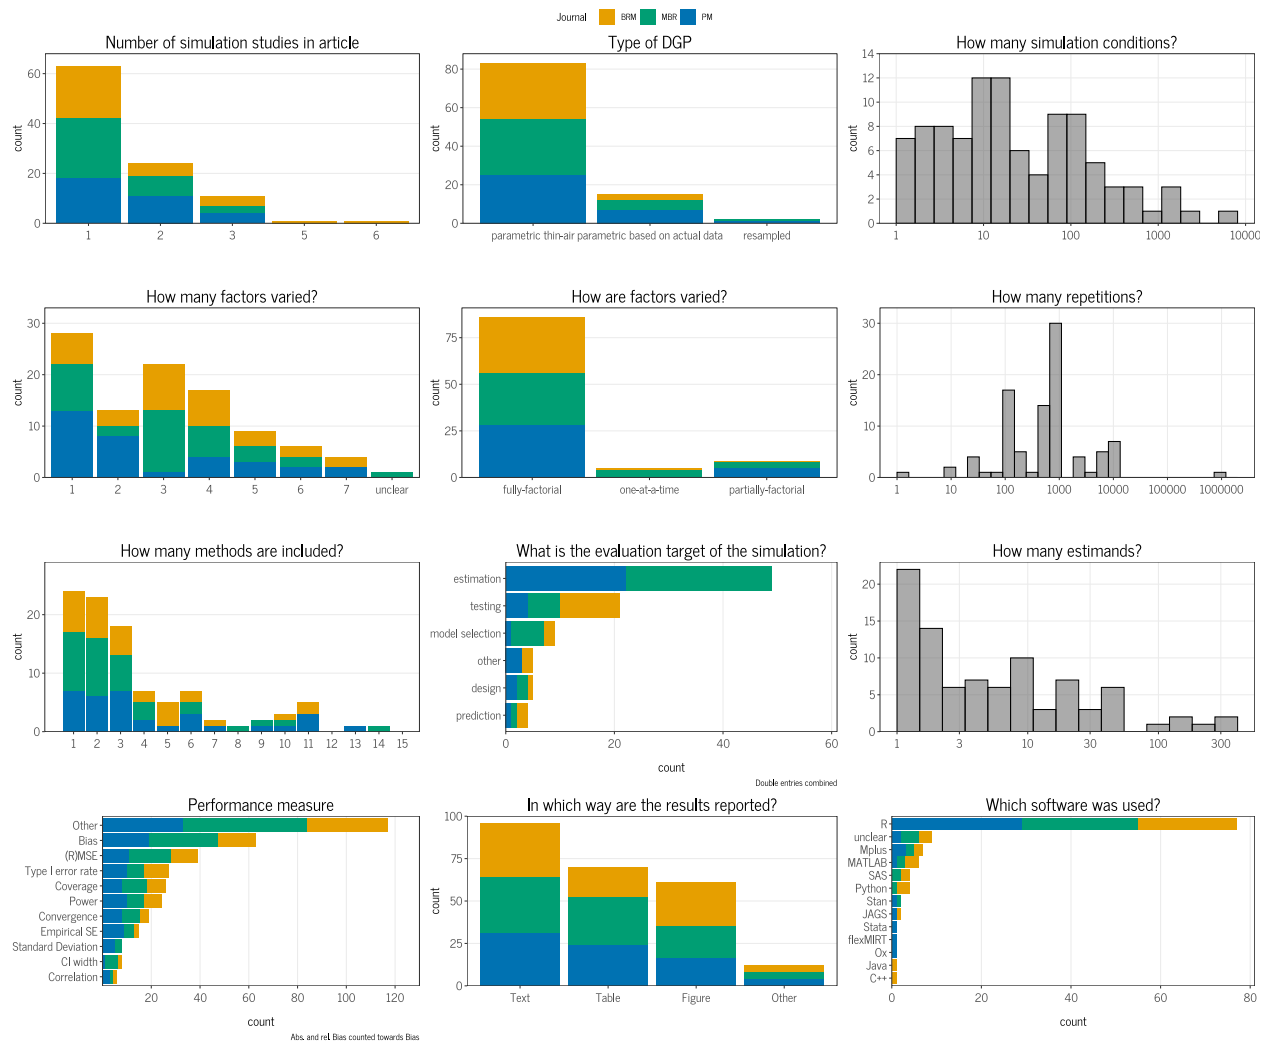 Journal BRM MBR PM
Number of simulation studies in article
count
0
20
40
60
1 2 3 5 6
Type of DGP
count
0
20
40
60
80
parametric thin-air parametric based on actual data resampled
How many simulation conditions?
count
0
2
4
6
8
10
12
14
1 10 100 1000 10000
How many factors varied?
count
0
10
20
30
1 2 3 4 5 6 7 unclear
How are factors varied?
count
0
25
50
75
fully-factorial one-at-a-time partially-factorial
How many repetitions?
count
0
10
20
30
1 10 100 1000 10000 100000 1000000
How many methods are included?
count
0
10
20
1 2 3 4 5 6 7 8 9 10 11 12 13 14 15
What is the evaluation target of the simulation?
estimation
testing
model selection
other
design
prediction
0 20 40 60
count
Double entries combined
How many estimands?
count
0
5
10
15
20
1 3 10 30 100 300
Performance measure
Other
Bias
(R)MSE
Type I error rate
Coverage
Power
Convergence
Empirical SE
Standard Deviation
CI width
Correlation
20 40 60 80 100 120
count
Abs. and rel. Bias counted towards Bias
In which way are the results reported?
count
0
25
50
75
100
Text Table Figure Other
count
Which software was used?
R
unclear
Mplus
MATLAB
SAS
Python
Stan
JAGS
Stata
flexMIRT
Ox
Java
C++
0 20 40 60 80
count